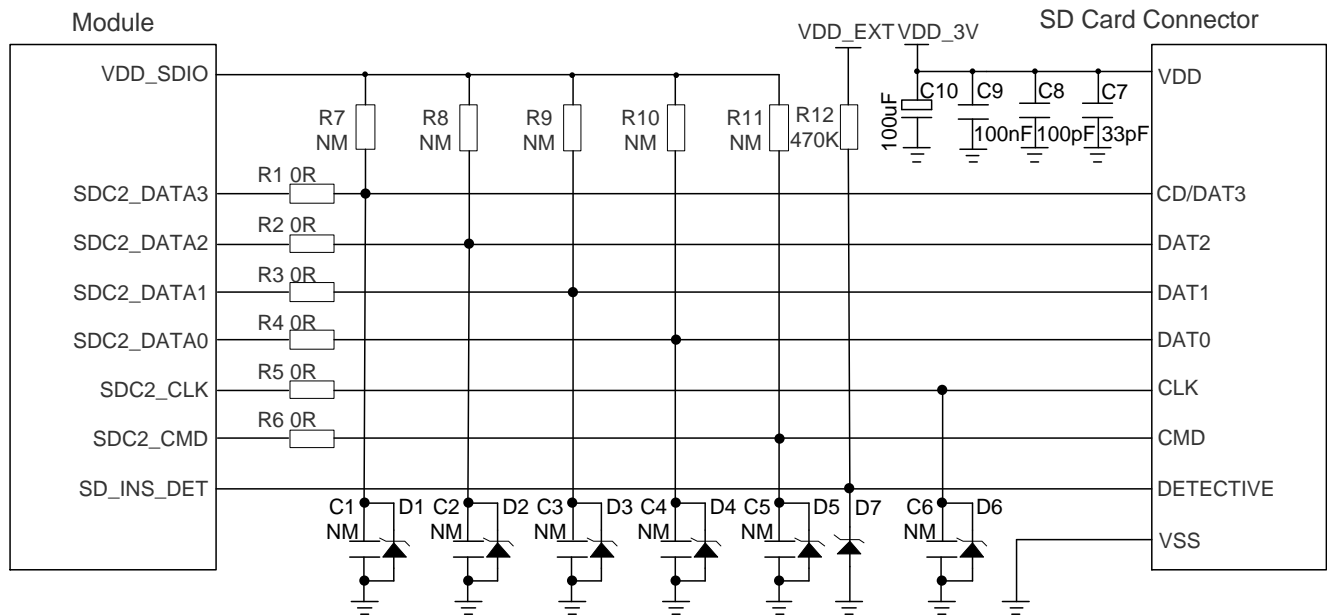 Module
SD Card Connector
VDD_EXT VDD_3V
VDD_SDIO
VDD
R7
NM
R8
NM
R9
NM
R10
NM
R11
NM
R12
470K
100uF
C10
C9
100nF
C8
100pF
C7
33pF
SDC2_DATA3
R1 0R
CD/DAT3
SDC2_DATA2
R2 0R
DAT2
SDC2_DATA1
R3 0R
DAT1
SDC2_DATA0
R4 0R
DAT0
SDC2_CLK
R5 0R
CLK
SDC2_CMD
R6 0R
CMD
SD_INS_DET
DETECTIVE
C1
NM
D1
C2
NM
D2
C3
NM
D3
C4
NM
D4
C5
NM
D5
D7
C6
NM
D6
VSS